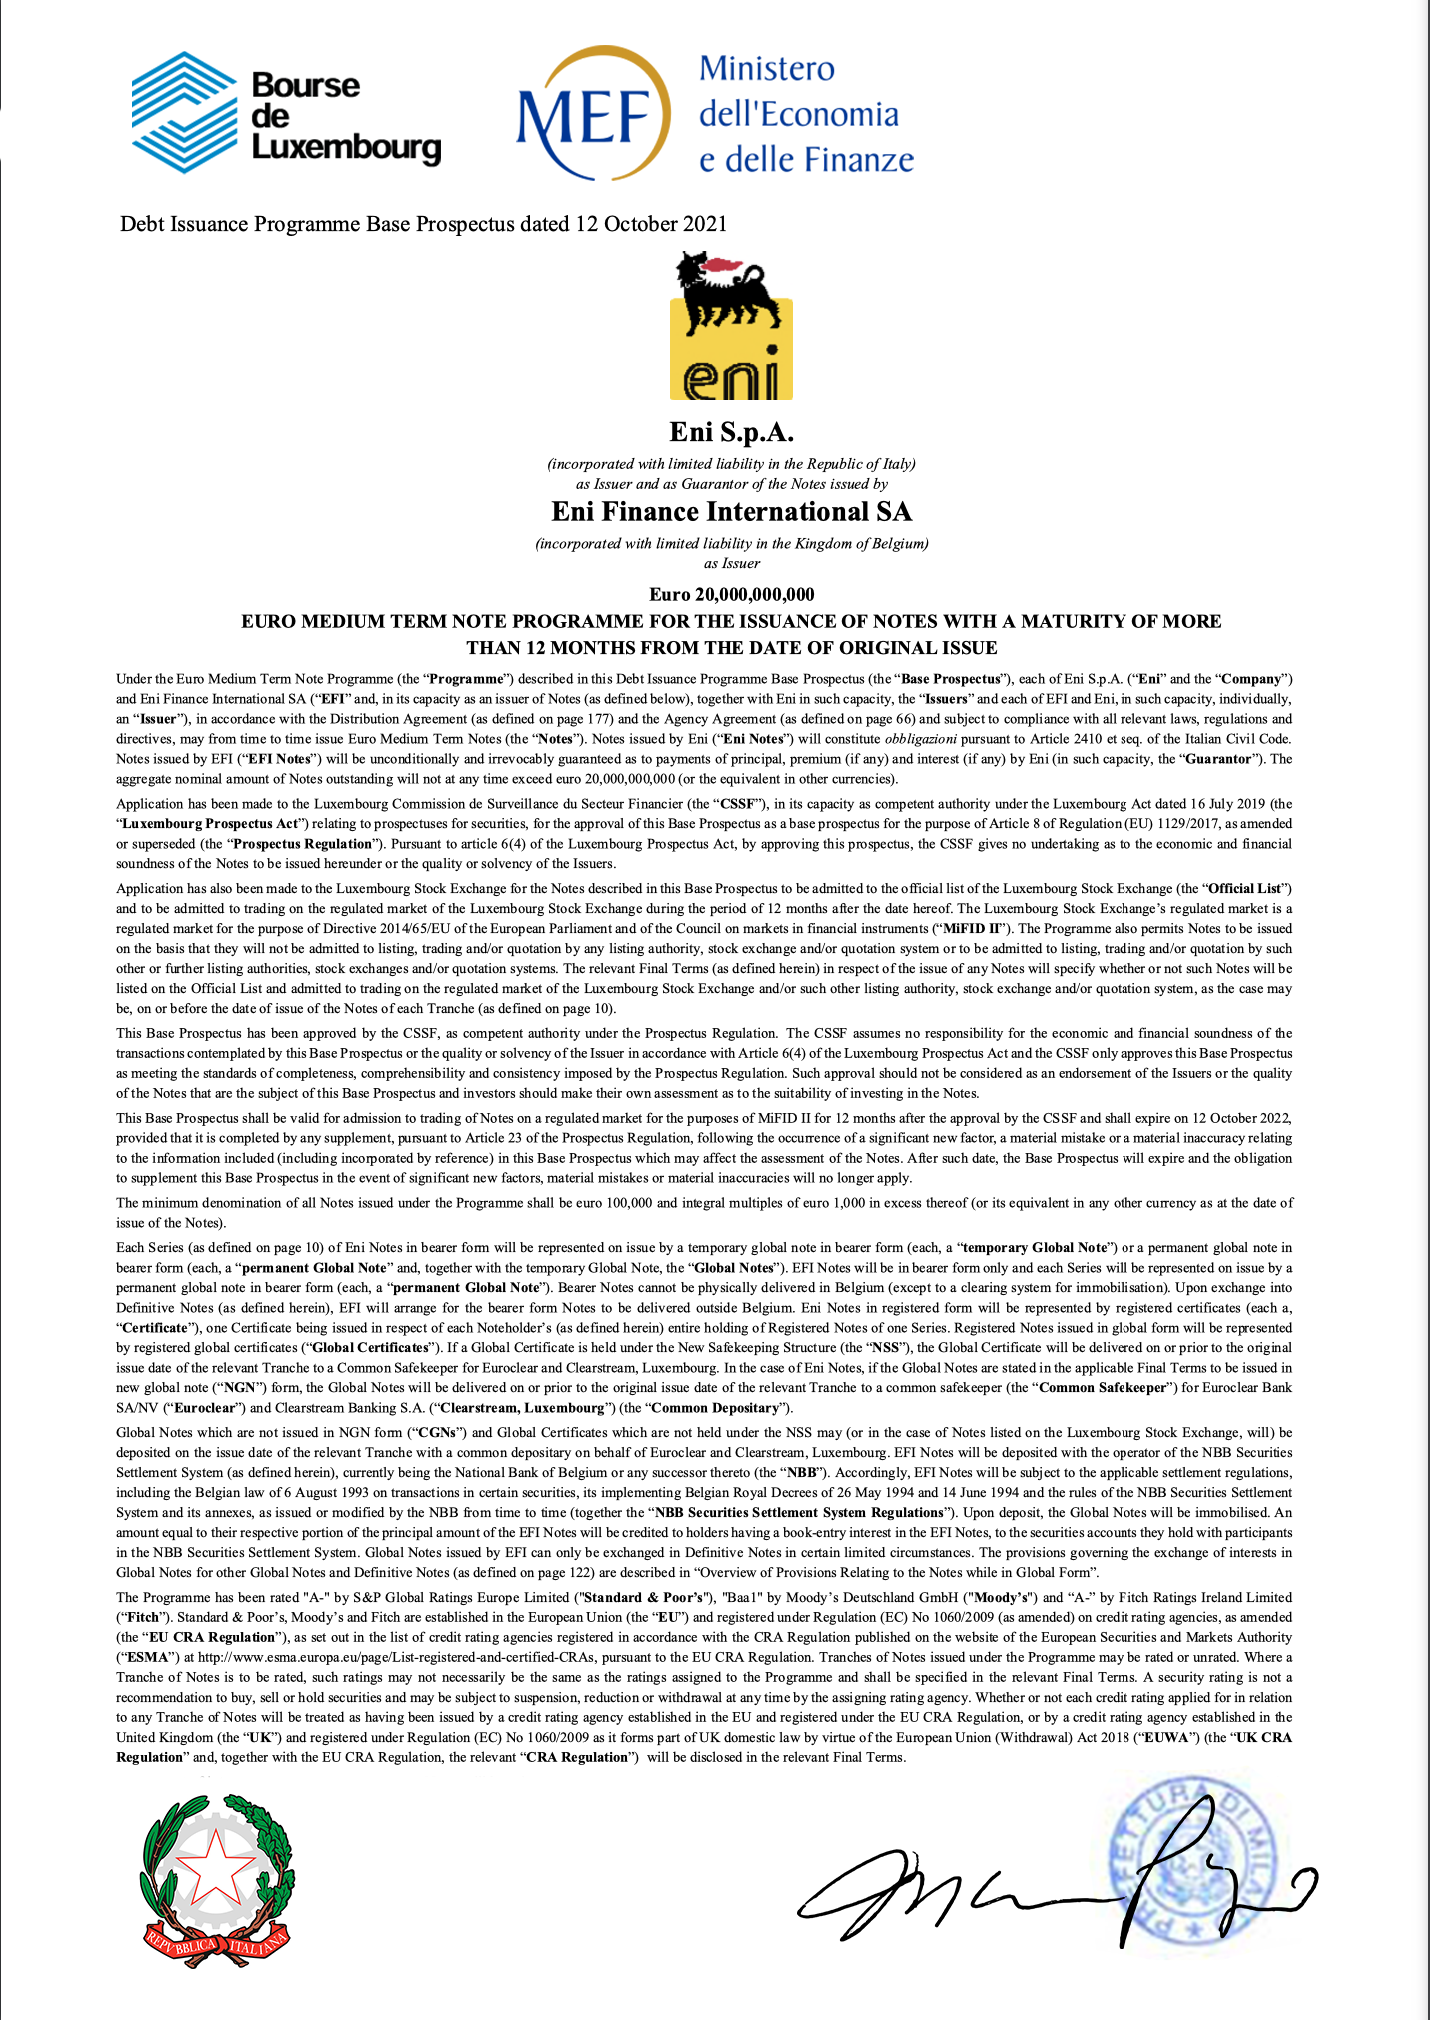 Bourse
de
Luxembourg
MEF
Ministero
dell'Economia
e delle Finanze
Debt Issuance Programme Base Prospectus dated 12 October 2021
eni
Eni S.p.A.
(incorporated with limited liability in the Republic of Italy)
as Issuer and as Guarantor of the Notes issued by
Eni Finance International SA
(incorporated with limited liability in the Kingdom of Belgium)
as Issuer
Euro 20,000,000,000
EURO MEDIUM TERM NOTE PROGRAMME FOR THE ISSUANCE OF NOTES WITH A MATURITY OF MORE
THAN 12 MONTHS FROM THE DATE OF ORIGINAL ISSUE
Under the Euro Medium Term Note Programme (the “Programme”) described in this Debt Issuance Programme Base Prospectus (the “Base Prospectus”), each of Eni S.p.A. (“Eni” and the “Company”)
and Eni Finance International SA (“EFI” and, in its capacity as an issuer of Notes (as defined below), together with Eni in such capacity, the “Issuers” and each of EFI and Eni, in such capacity, individually,
an “Issuer”), in accordance with the Distribution Agreement (as defined on page 177) and the Agency Agreement (as defined on page 66) and subject to compliance with all relevant laws, regulations and
directives, may from time to time issue Euro Medium Term Notes (the “Notes”). Notes issued by Eni (“Eni Notes”) will constitute obbligazioni pursuant to Article 2410 et seq. of the Italian Civil Code.
Notes issued by EFI (“EFI Notes”) will be unconditionally and irrevocably guaranteed as to payments of principal, premium (if any) and interest (if any) by Eni (in such capacity, the “Guarantor”). The
aggregate nominal amount of Notes outstanding will not at any time exceed euro 20,000,000,000 (or the equivalent in other currencies).
Application has been made to the Luxembourg Commission de Surveillance du Secteur Financier (the “CSSF”), in its capacity as competent authority under the Luxembourg Act dated 16 July 2019 (the
“Luxembourg Prospectus Act”) relating to prospectuses for securities, for the approval of this Base Prospectus as a base prospectus for the purpose of Article 8 of Regulation (EU) 1129/2017, as amended
or superseded (the “Prospectus Regulation”). Pursuant to article 6(4) of the Luxembourg Prospectus Act, by approving this prospectus, the CSSF gives no undertaking as to the economic and financial
soundness of the Notes to be issued hereunder or the quality or solvency of the Issuers.
Application has also been made to the Luxembourg Stock Exchange for the Notes described in this Base Prospectus to be admitted to the official list of the Luxembourg Stock Exchange (the “Official List”)
and to be admitted to trading on the regulated market of the Luxembourg Stock Exchange during the period of 12 months after the date hereof. The Luxembourg Stock Exchange’s regulated market is a
regulated market for the purpose of Directive 2014/65/EU of the European Parliament and of the Council on markets in financial instruments (“MiFID II”). The Programme also permits Notes to be issued
on the basis that they will not be admitted to listing, trading and/or quotation by any listing authority, stock exchange and/or quotation system or to be admitted to listing, trading and/or quotation by such
other or further listing authorities, stock exchanges and/or quotation systems. The relevant Final Terms (as defined herein) in respect of the issue of any Notes will specify whether or not such Notes will be
listed on the Official List and admitted to trading on the regulated market of the Luxembourg Stock Exchange and/or such other listing authority, stock exchange and/or quotation system, as the case may
be, on or before the date of issue of the Notes of each Tranche (as defined on page 10).
This Base Prospectus has been approved by the CSSF, as competent authority under the Prospectus Regulation. The CSSF assumes no responsibility for the economic and financial soundness of the
transactions contemplated by this Base Prospectus or the quality or solvency of the Issuer in accordance with Article 6(4) of the Luxembourg Prospectus Act and the CSSF only approves this Base Prospectus
as meeting the standards of completeness, comprehensibility and consistency imposed by the Prospectus Regulation. Such approval should not be considered as an endorsement of the Issuers or the quality
of the Notes that are the subject of this Base Prospectus and investors should make their own assessment as to the suitability of investing in the Notes.
This Base Prospectus shall be valid for admission to trading of Notes on a regulated market for the purposes of MiFID II for 12 months after the approval by the CSSF and shall expire on 12 October 2022,
provided that it is completed by any supplement, pursuant to Article 23 of the Prospectus Regulation, following the occurrence of a significant new factor, a material mistake or a material inaccuracy relating
to the information included (including incorporated by reference) in this Base Prospectus which may affect the assessment of the Notes. After such date, the Base Prospectus will expire and the obligation
to supplement this Base Prospectus in the event of significant new factors, material mistakes or material inaccuracies will no longer apply.
The minimum denomination of all Notes issued under the Programme shall be euro 100,000 and integral multiples of euro 1,000 in excess thereof (or its equivalent in any other currency as at the date of
issue of the Notes).
Each Series (as defined on page 10) of Eni Notes in bearer form will be represented on issue by a temporary global note in bearer form (each, a “temporary Global Note”) or a permanent global note in
bearer form (each, a “permanent Global Note” and, together with the temporary Global Note, the “Global Notes”). EFI Notes will be in bearer form only and each Series will be represented on issue by a
permanent global note in bearer form (each, a “permanent Global Note”). Bearer Notes cannot be physically delivered in Belgium (except to a clearing system for immobilisation). Upon exchange into
Definitive Notes (as defined herein), EFI will arrange for the bearer form Notes to be delivered outside Belgium. Eni Notes in registered form will be represented by registered certificates (each a,
“Certificate”), one Certificate being issued in respect of each Noteholder’s (as defined herein) entire holding of Registered Notes of one Series. Registered Notes issued in global form will be represented
by registered global certificates (“Global Certificates”). If a Global Certificate is held under the New Safekeeping Structure (the “NSS”), the Global Certificate will be delivered on or prior to the original
issue date of the relevant Tranche to a Common Safekeeper for Euroclear and Clearstream, Luxembourg. In the case of Eni Notes, if the Global Notes are stated in the applicable Final Terms to be issued in
new global note (“NGN”) form, the Global Notes will be delivered on or prior to the original issue date of the relevant Tranche to a common safekeeper (the “Common Safekeeper”) for Euroclear Bank
SA/NV (“Euroclear”) and Clearstream Banking S.A. (“Clearstream, Luxembourg”) (the “Common Depositary”).
Global Notes which are not issued in NGN form (“CGNs”) and Global Certificates which are not held under the NSS may (or in the case of Notes listed on the Luxembourg Stock Exchange, will) be
deposited on the issue date of the relevant Tranche with a common depositary on behalf of Euroclear and Clearstream, Luxembourg. EFI Notes will be deposited with the operator of the NBB Securities
Settlement System (as defined herein), currently being the National Bank of Belgium or any successor thereto (the “NBB”). Accordingly, EFI Notes will be subject to the applicable settlement regulations,
including the Belgian law of 6 August 1993 on transactions in certain securities, its implementing Belgian Royal Decrees of 26 May 1994 and 14 June 1994 and the rules of the NBB Securities Settlement
System and its annexes, as issued or modified by the NBB from time to time (together the “NBB Securities Settlement System Regulations”). Upon deposit, the Global Notes will be immobilised. An
amount equal to their respective portion of the principal amount of the EFI Notes will be credited to holders having a book-entry interest in the EFI Notes, to the securities accounts they hold with participants
in the NBB Securities Settlement System. Global Notes issued by EFI can only be exchanged in Definitive Notes in certain limited circumstances. The provisions governing the exchange of interests in
Global Notes for other Global Notes and Definitive Notes (as defined on page 122) are described in “Overview of Provisions Relating to the Notes while in Global Form”.
The Programme has been rated "A-" by S&P Global Ratings Europe Limited ("Standard & Poor’s"), "Baa1" by Moody’s Deutschland GmbH ("Moody’s") and “A-” by Fitch Ratings Ireland Limited
(“Fitch”). Standard & Poor’s, Moody’s and Fitch are established in the European Union (the “EU”) and registered under Regulation (EC) No 1060/2009 (as amended) on credit rating agencies, as amended
(the “EU CRA Regulation”), as set out in the list of credit rating agencies registered in accordance with the CRA Regulation published on the website of the European Securities and Markets Authority
(“ESMA”) at http://www.esma.europa.eu/page/List-registered-and-certified-CRAs, pursuant to the EU CRA Regulation. Tranches of Notes issued under the Programme may be rated or unrated. Where a
Tranche of Notes is to be rated, such ratings may not necessarily be the same as the ratings assigned to the Programme and shall be specified in the relevant Final Terms. A security rating is not a
recommendation to buy, sell or hold securities and may be subject to suspension, reduction or withdrawal at any time by the assigning rating agency. Whether or not each credit rating applied for in relation
to any Tranche of Notes will be treated as having been issued by a credit rating agency established in the EU and registered under the EU CRA Regulation, or by a credit rating agency established in the
United Kingdom (the “UK”) and registered under Regulation (EC) No 1060/2009 as it forms part of UK domestic law by virtue of the European Union (Withdrawal) Act 2018 (“EUWA”) (the “UK CRA
Regulation” and, together with the EU CRA Regulation, the relevant “CRA Regulation”) will be disclosed in the relevant Final Terms.
REPVBBLICA ITALIANA
PREFETTURA DI MILA